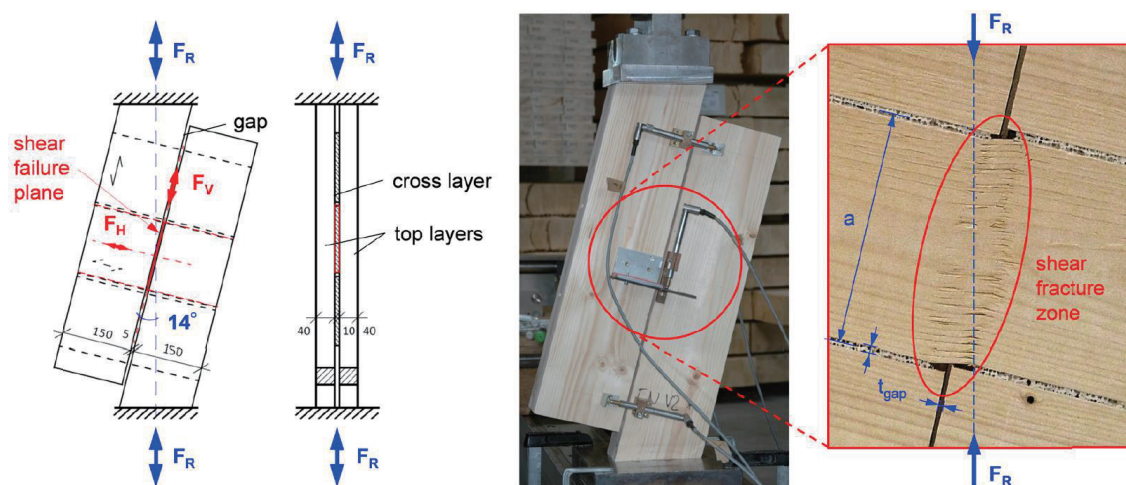 F_R
F_R
F_R
gap
shear
failure
plane
F_V
F_H
cross layer
top layers
14°
150 5 150
40 10 40
F_R
F_R
V2
a
shear
fracture
zone
t_gap
F_R